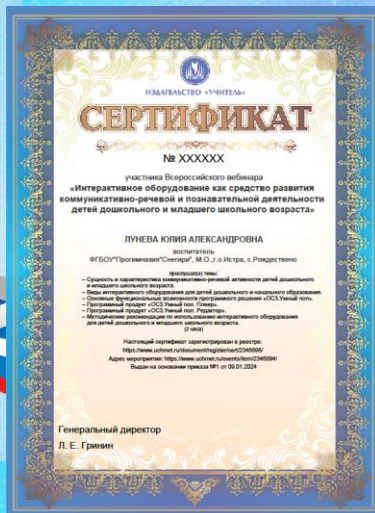 ИЗДАТЕЛЬСТВО «УЧИТЕЛЬ»
СЕРТИФИКАТ
№ XXXXXX
участника Всероссийского вебинара
«Интерактивное оборудование как средство развития
коммуникативно-речевой и познавательной деятельности
детей дошкольного и младшего школьного возраста»
ЛУНЕВА ЮЛИЯ АЛЕКСАНДРОВНА
воспитатель
ФГБОУ"Прогимназия"Снегири", М.О.,г.о.Истра, с.Рождествено
прослушал(а) темы:
– Сущность и характеристика коммуникативно-речевой активности детей дошкольного
и младшего школьного возраста.
– Виды интерактивного оборудования для детей дошкольного и начального образования.
– Основные функциональные возможности программного решения «ОС3.Умный пол».
– Программный продукт «ОС3.Умный пол. Плеер».
– Программный продукт «ОС3.Умный пол. Редактор».
– Методические рекомендации по использованию интерактивного оборудования
для детей дошкольного и младшего школьного возраста.
(2 часа)
Настоящий сертификат зарегистрирован в реестре:
Адрес мероприятия:
Выдан на основании приказа №1 от 09.01.2024
Генеральный директор
Л. Е. Гринин